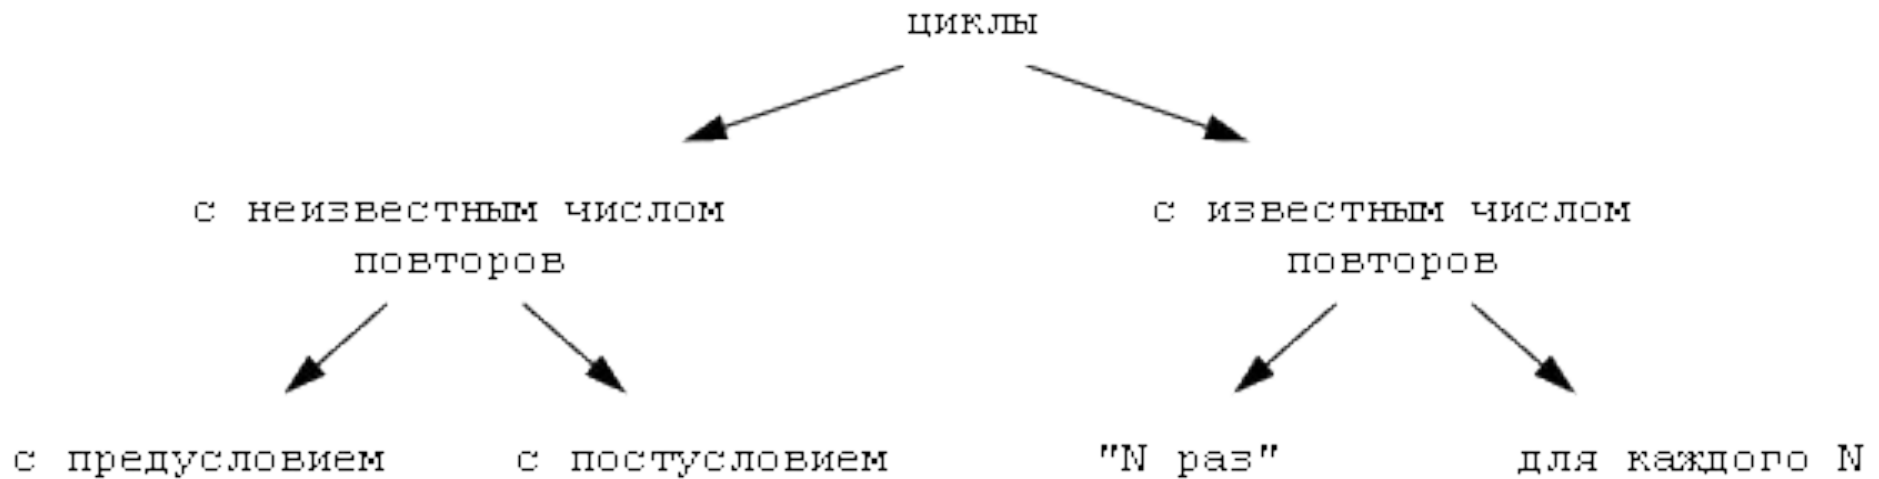 циклы
с неизвестным числом
повторов
с известным числом
повторов
с предусловием
с постусловием
"N раз"
для каждого N